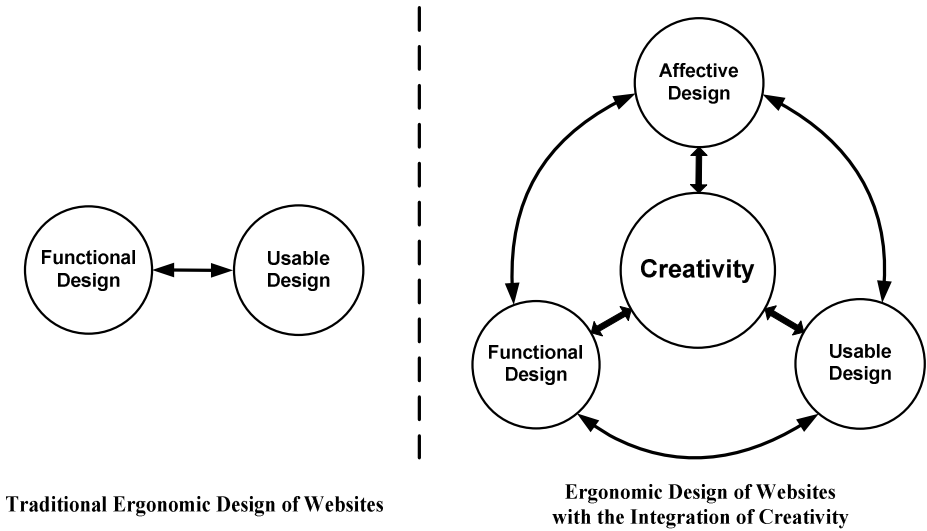 Functional
Design
Usable
Design
Traditional Ergonomic Design of Websites
Affective
Design
Creativity
Functional
Design
Usable
Design
Ergonomic Design of Websites
with the Integration of Creativity